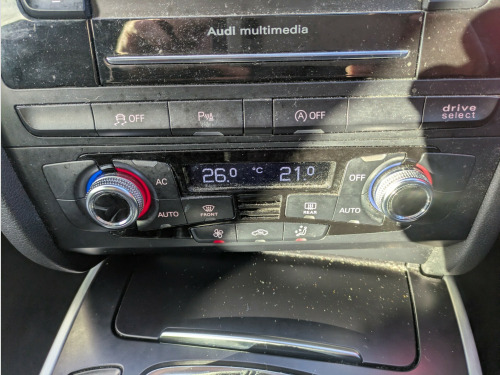 Audi multimedia
OFF
P
A OFF
drive
select
26.0 °C 21.0
AC
OFF
AUTO
FRONT
REAR
AUTO